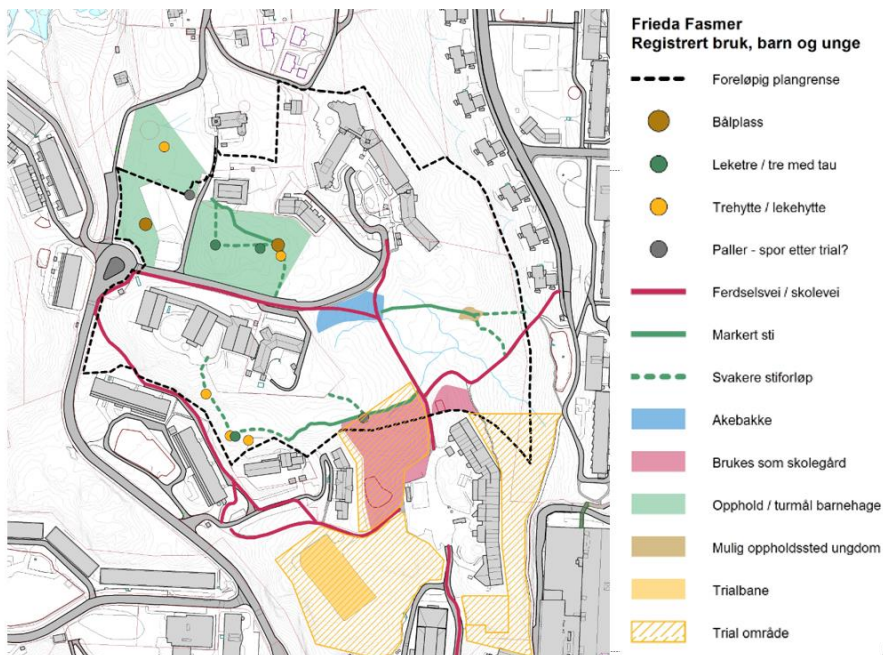 Frieda Fasmer
Registrert bruk, barn og unge
Foreløpig plangrense
Bålplass
Leketre / tre med tau
Trehytte / lekehytte
Paller - spor etter trial?
Ferdselsvei / skolevei
Markert sti
Svakere stiforløp
Akebakke
Brukes som skolegård
Opphold / turmål barnehage
Mulig oppholdssted ungdom
Trialbane
Trial område